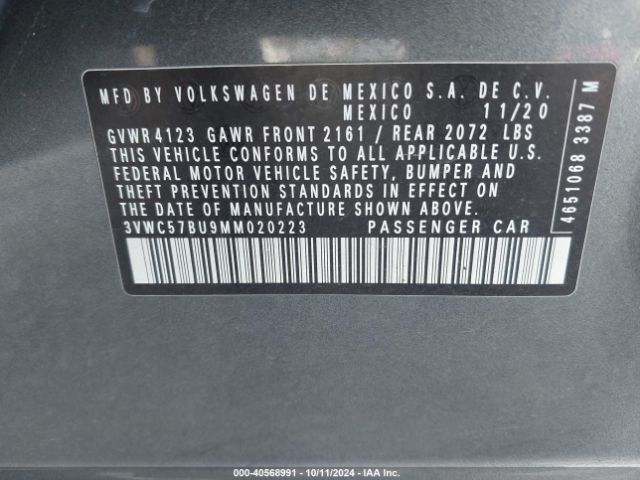 MFD BY VOLKSWAGEN DE MEXICO S.A. DE C.V.
MEXICO 11/20
GVWR 4123 GAWR FRONT 2161 / REAR 2072 LBS
THIS VEHICLE CONFORMS TO ALL APPLICABLE U.S.
FEDERAL MOTOR VEHICLE SAFETY, BUMPER AND
THEFT PREVENTION STANDARDS IN EFFECT ON
THE DATE OF MANUFACTURE SHOWN ABOVE.
3VWC57BU9MM020223 PASSENGER CAR
4651068 3387 M
000-40568991 - 10/11/2024 - IAAI.COM